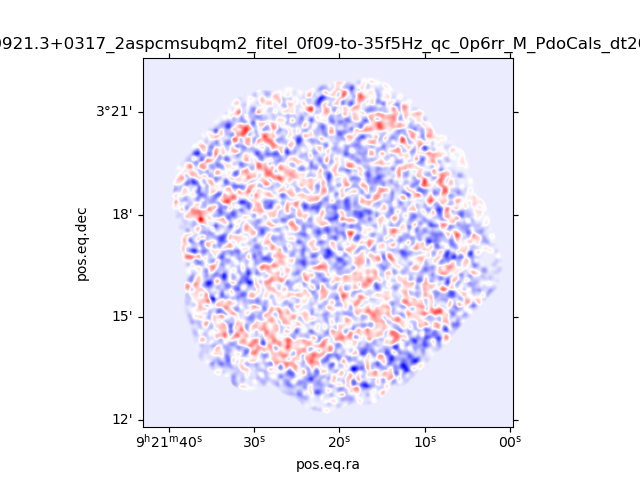 0921.3+0317_2aspcmsubqm2_fitel_0f09-to-35f5Hz_qc_0p6rr_M_PdoCals_dt20
3°21'
18'
15'
12'
pos.eq.dec
9h21m40s 30s 20s 10s 00s
pos.eq.ra